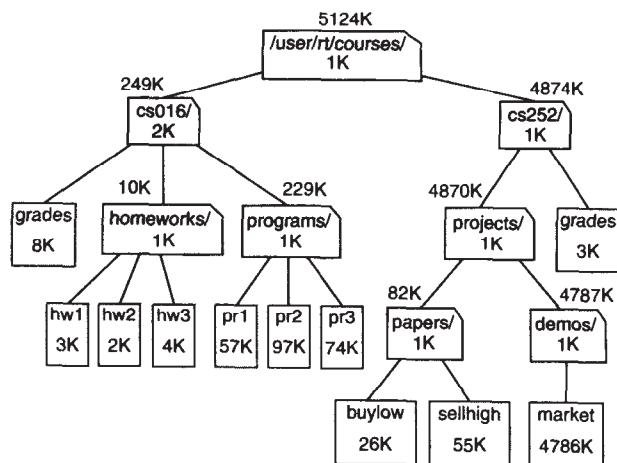 5124K
/user/rt/courses/
1K
249K
4874K
cs016/
2K
cs252/
1K
10K
229K
4870K
grades
8K
homeworks/
1K
programs/
1K
projects/
1K
grades
3K
82K
4787K
hw1
3K
hw2
2K
hw3
4K
pr1
57K
pr2
97K
pr3
74K
papers/
1K
demos/
1K
buylow
26K
sellhigh
55K
market
4786K